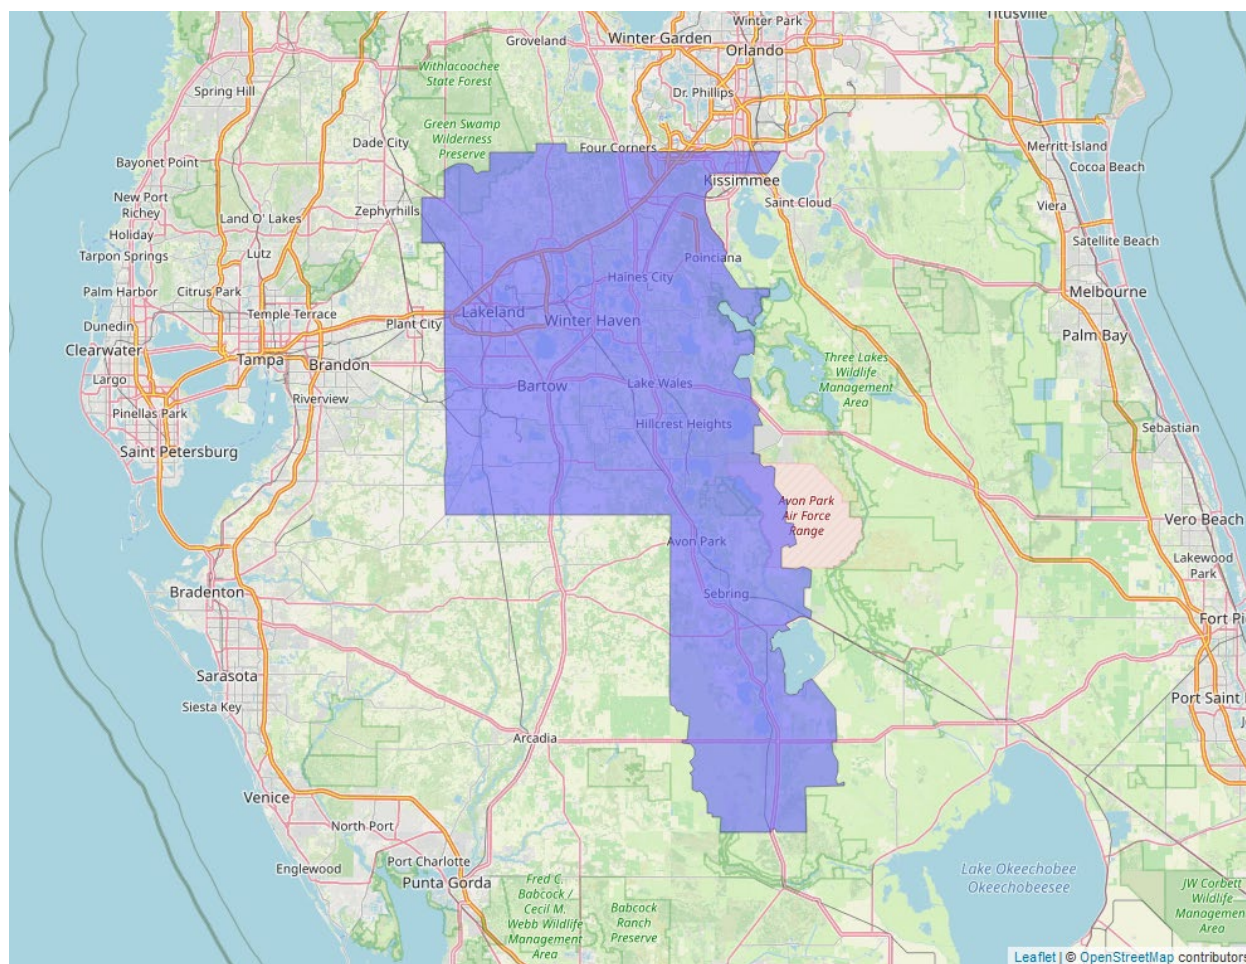 Titusville
Winter Park
Groveland
Winter Garden
Orlando
Withlacoochee
State Forest
Spring Hill
Dr. Phillips
Green Swamp
Wilderness
Preserve
Dade City
Four Corners
Merritt Island
Bayonet Point
Cocoa Beach
Kissimmee
New Port
Richey
Zephyrhills
Saint Cloud
Viera
Land O' Lakes
Holiday
Tarpon Springs
Lutz
Satellite Beach
Poinciana
Haines City
Palm Harbor
Citrus Park
Melbourne
Temple Terrace
Lakeland
Winter Haven
Dunedin
Plant City
Palm Bay
Clearwater
Tampa
Brandon
Three Lakes
Wildlife
Management
Area
Largo
Bartow
Lake Wales
Riverview
Pinellas Park
Hillcrest Heights
Sebastian
Saint Petersburg
Avon Park
Air Force
Range
Vero Beach
Avon Park
Lakewood
Park
Bradenton
Sebring
Fort Pi
Sarasota
Siesta Key
Port Saint
Arcadia
Venice
North Port
Englewood
Port Charlotte
Punta Gorda
Lake Okeechobee
Okeechobeesee
Fred C.
Babcock /
Cecil M.
Webb Wildlife
Management
Area
Babcock
Ranch
Preserve
JW Corbett
Wildlife
Management
Area
Leaflet | © OpenStreetMap contributors